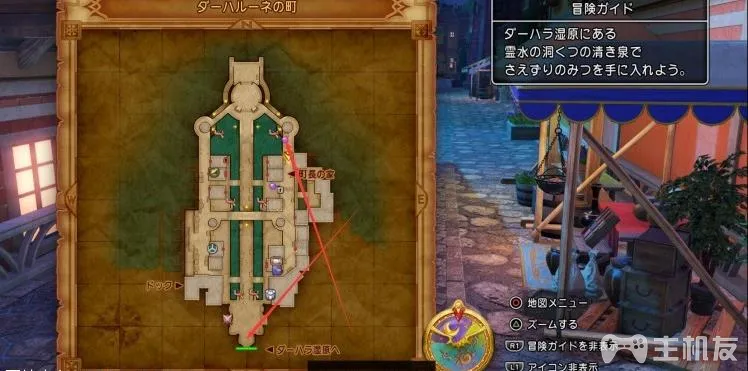 ダーハルーネの町
N
W
E
町長の家
ドック
ダーハラ湿原へ
冒険ガイド
ダーハラ湿原にある
霊水の洞くつの清き泉で
さえずりのみつを手に入れよう。
地図メニュー
ズームする
R1 冒険ガイドを非表示
L1 アイコン非表示
主机友